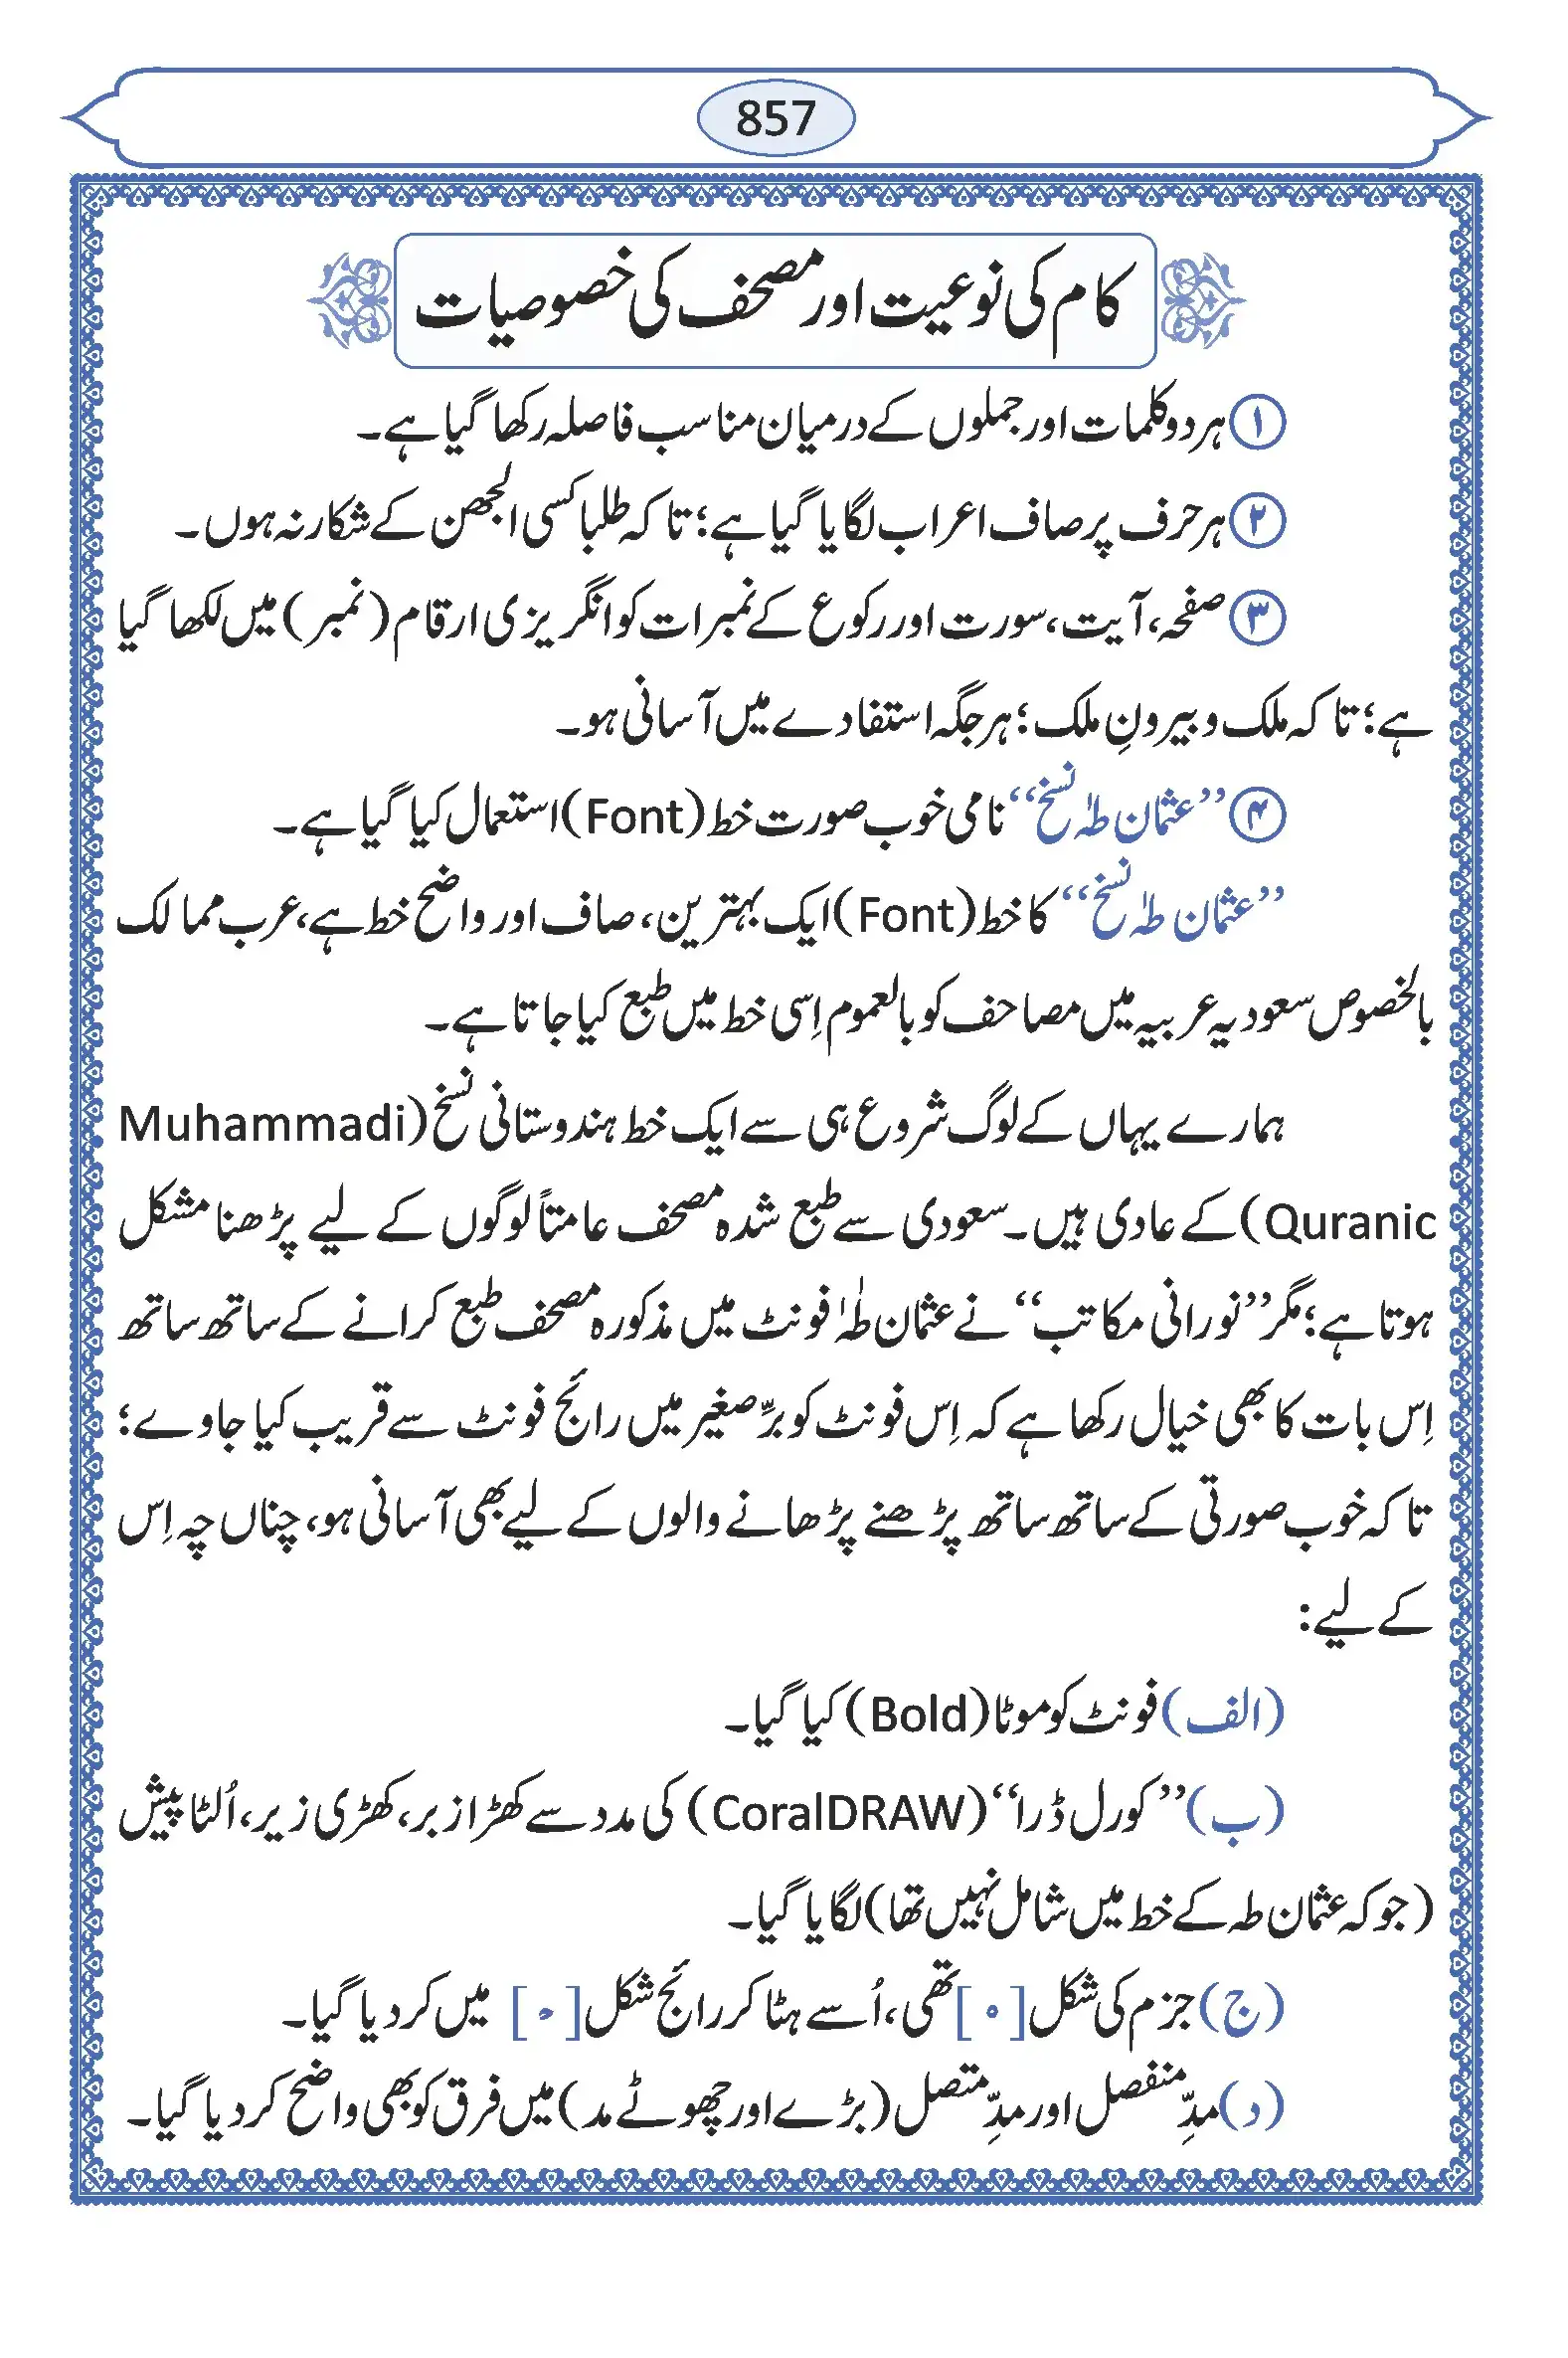 857
کام کی نوعیت اور مصحف کی خصوصیات
۱ ہر دو کلمات اور جملوں کے درمیان مناسب فاصلہ رکھا گیا ہے۔
۲ ہر حرف پر صاف اعراب لگایا گیا ہے؛ تاکہ طلبا کسی الجھن کے شکار نہ ہوں۔
۳ صفحہ، آیت، سورت اور رکوع کے نمبرات کو انگریزی ارقام (نمبر) میں لکھا گیا
ہے؛ تاکہ ملک و بیرونِ ملک؛ ہر جگہ استفادے میں آسانی ہو۔
۴ ’’عثمان طہٰ نسخ‘‘ نامی خوب صورت خط (Font) استعمال کیا گیا ہے۔
’’عثمان طہٰ نسخ‘‘ کا خط (Font) ایک بہترین، صاف اور واضح خط ہے، عرب ممالک
بالخصوص سعودیہ عربیہ میں مصاحف کو بالعموم اِسی خط میں طبع کیا جاتا ہے۔
ہمارے یہاں کے لوگ شروع ہی سے ایک خط ہندوستانی نسخ (Muhammadi
Quranic) کے عادی ہیں۔ سعودی سے طبع شدہ مصحف عامتاً لوگوں کے لیے پڑھنا مشکل
ہوتا ہے؛ مگر ’’نورانی مکاتب‘‘ نے عثمان طہٰ فونٹ میں مذکورہ مصحف طبع کرانے کے ساتھ ساتھ
اِس بات کا بھی خیال رکھا ہے کہ اِس فونٹ کو برِّ صغیر میں رائج فونٹ سے قریب کیا جاوے؛
تاکہ خوب صورتی کے ساتھ ساتھ پڑھنے پڑھانے والوں کے لیے بھی آسانی ہو، چناں چہ اِس
کے لیے:
(الف) فونٹ کو موٹا (Bold) کیا گیا۔
(ب) ’’کورل ڈرا‘‘ (CoralDRAW) کی مدد سے کھڑا زبر، کھڑی زیر، اُلٹا پیش
(جو کہ عثمان طہ کے خط میں شامل نہیں تھا) لگایا گیا۔
(ج) جزم کی شکل [ ْ ] تھی، اُسے ہٹا کر رائج شکل [ ۡ ] میں کر دیا گیا۔
(د) مدِّ منفصل اور مدِّ متصل (بڑے اور چھوٹے مد) میں فرق کو بھی واضح کر دیا گیا۔